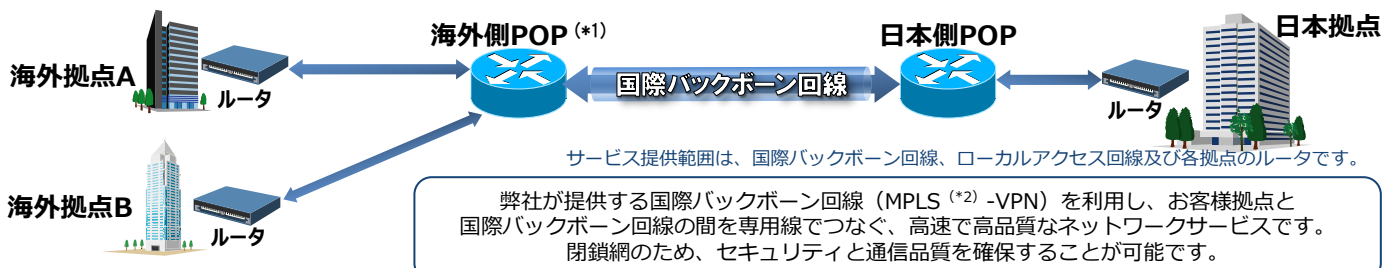 海外側POP (*1)
日本側POP
日本拠点
海外拠点A
ルータ
国際バックボーン回線
ルータ
サービス提供範囲は、国際バックボーン回線、ローカルアクセス回線及び各拠点のルータです。
海外拠点B
ルータ
弊社が提供する国際バックボーン回線（MPLS (*2) -VPN）を利用し、お客様拠点と
国際バックボーン回線の間を専用線でつなぐ、高速で高品質なネットワークサービスです。
閉鎖網のため、セキュリティと通信品質を確保することが可能です。